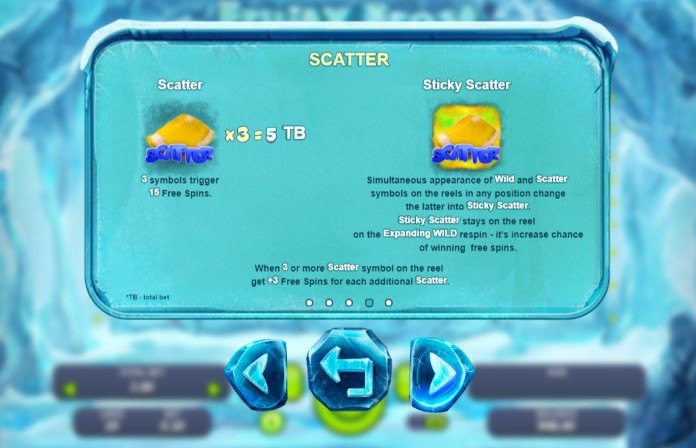 SCATTER
Scatter
SCATTER
x3=5 TB
3 symbols trigger
15 Free Spins.
Sticky Scatter
SCATTER
Simultaneous appearance of Wild and Scatter
symbols on the reels in any position change
the latter into Sticky Scatter.
Sticky Scatter stays on the reel
on the Expanding WILD respin - it's increase chance
of winning free spins.
When 3 or more Scatter symbol on the reel
get +3 Free Spins for each additional Scatter.
*TB - total bet
TOTAL BET